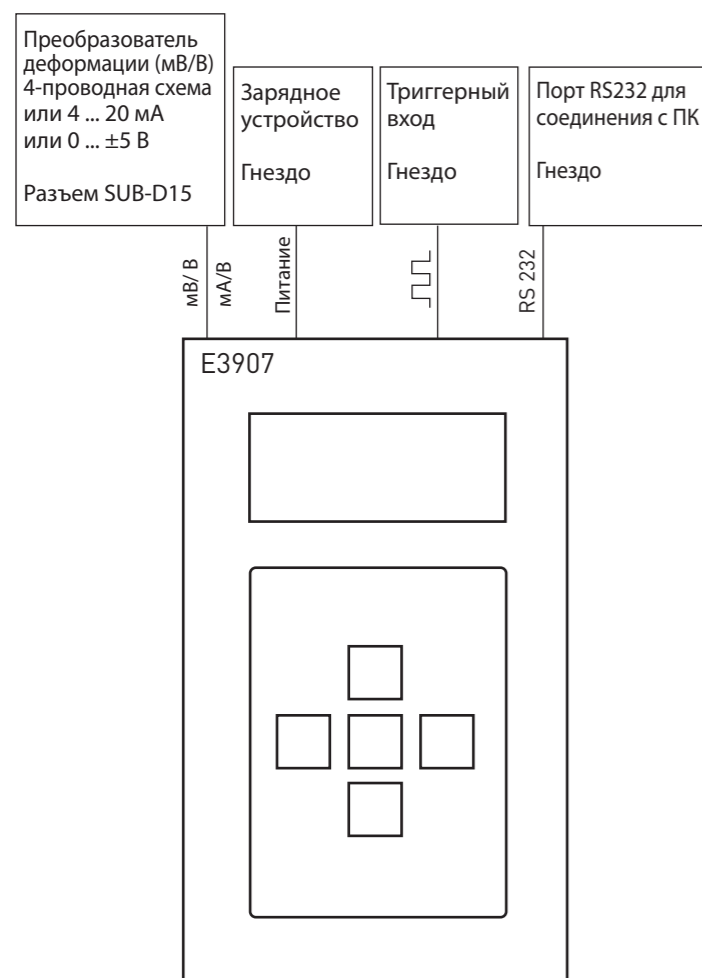 Преобразователь
деформации (мВ/В)
4-проводная схема
или 4 ... 20 мА
или 0 ... ±5 В
Разъем SUB-D15
Зарядное
устройство
Гнездо
Триггерный
вход
Гнездо
Порт RS232 для
соединения с ПК
Гнездо
мВ/ В
мА/В
Питание
RS 232
E3907